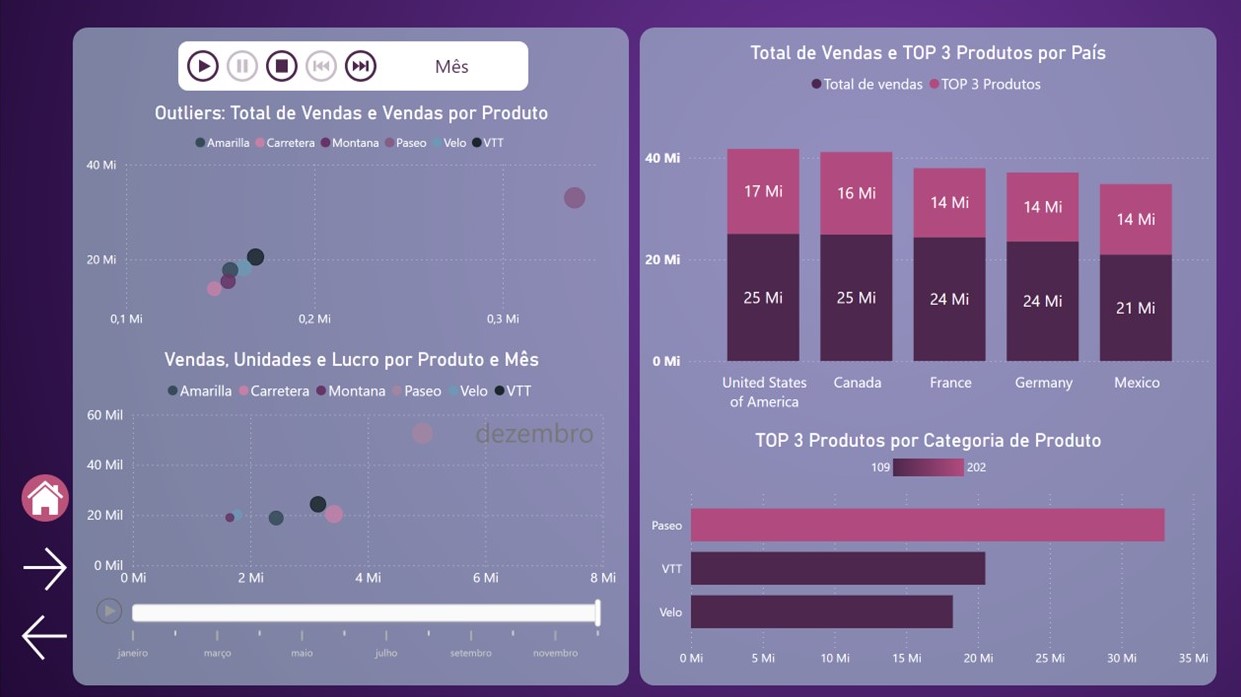 Mês
Outliers: Total de Vendas e Vendas por Produto
Amarilla Carretera Montana Paseo Velo VTT
40 Mi
20 Mi
0,1 Mi 0,2 Mi 0,3 Mi
Vendas, Unidades e Lucro por Produto e Mês
Amarilla Carretera Montana Paseo Velo VTT
60 Mil
dezembro
40 Mil
20 Mil
0 Mil
0 Mi 2 Mi 4 Mi 6 Mi 8 Mi
janeiro março maio julho setembro novembro
Total de Vendas e TOP 3 Produtos por País
Total de vendas TOP 3 Produtos
40 Mi
17 Mi 16 Mi 14 Mi 14 Mi 14 Mi
20 Mi
25 Mi 25 Mi 24 Mi 24 Mi 21 Mi
0 Mi
United States
of America
Canada France Germany Mexico
TOP 3 Produtos por Categoria de Produto
109 202
Paseo
VTT
Velo
0 Mi 5 Mi 10 Mi 15 Mi 20 Mi 25 Mi 30 Mi 35 Mi